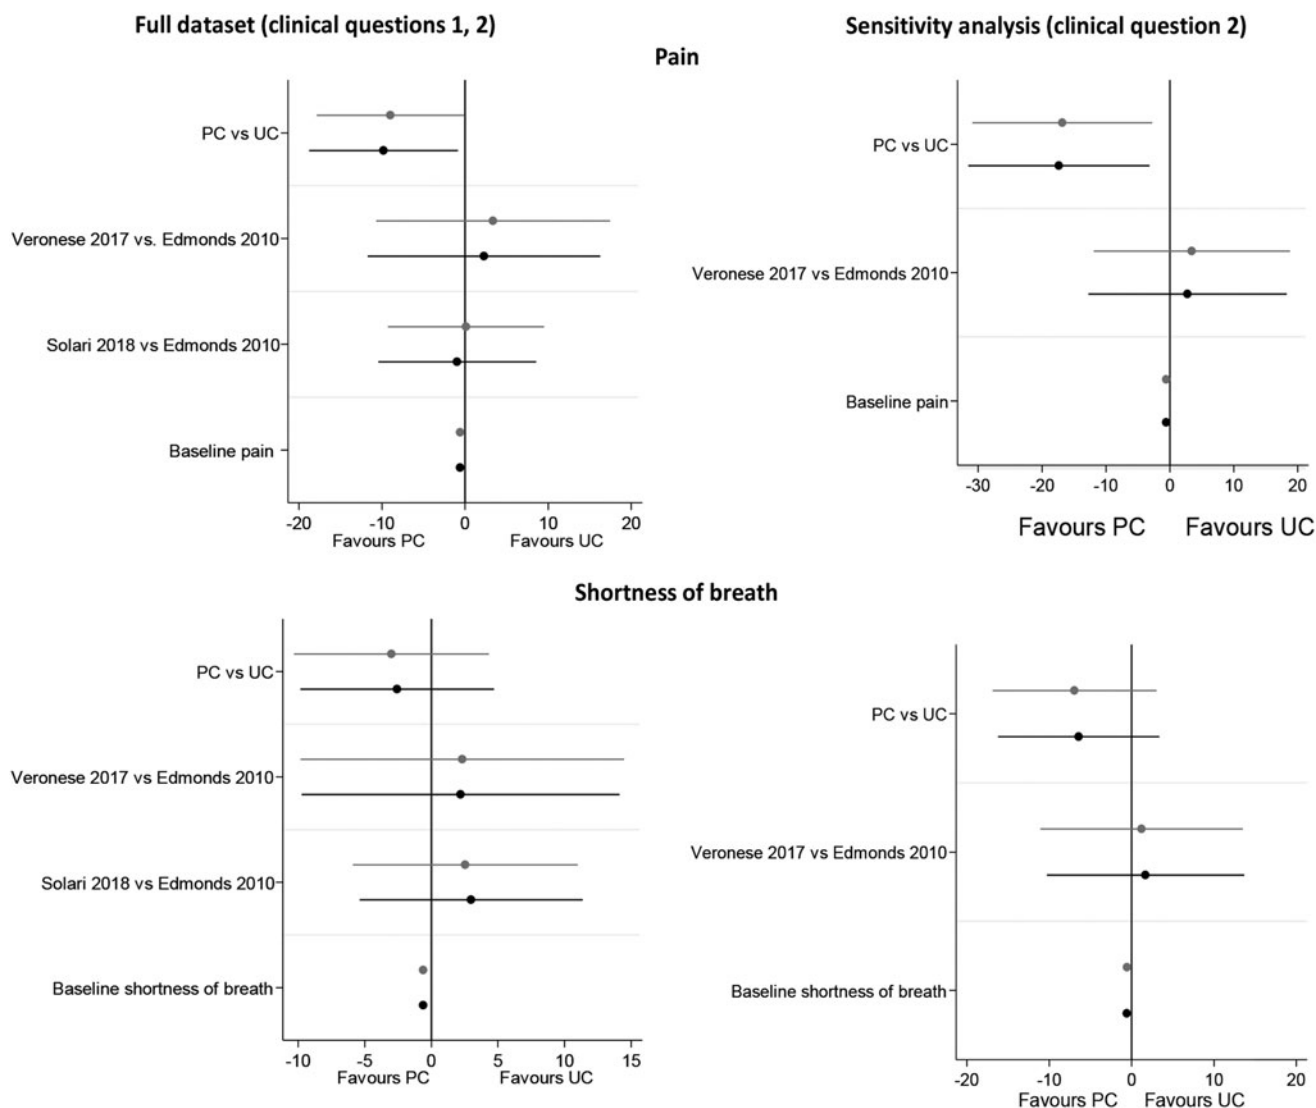 Full dataset (clinical questions 1, 2)
Sensitivity analysis (clinical question 2)
Pain
PC vs UC
Veronese 2017 vs. Edmonds 2010
Solari 2018 vs Edmonds 2010
Baseline pain
-20 -10 0 10 20
Favours PC Favours UC
PC vs UC
Veronese 2017 vs Edmonds 2010
Baseline pain
-30 -20 -10 0 10 20
Favours PC Favours UC
Shortness of breath
PC vs UC
Veronese 2017 vs Edmonds 2010
Solari 2018 vs Edmonds 2010
Baseline shortness of breath
-10 -5 0 5 10 15
Favours PC Favours UC
PC vs UC
Veronese 2017 vs Edmonds 2010
Baseline shortness of breath
-20 -10 0 10 20
Favours PC Favours UC